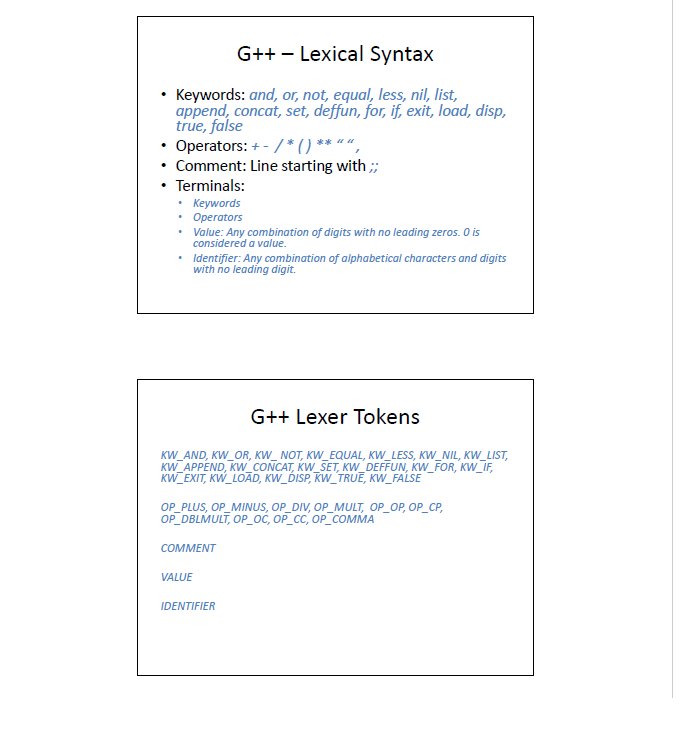 G++ – Lexical Syntax
• Keywords: and, or, not, equal, less, nil, list,
append, concat, set, deffun, for, if, exit, load, disp,
true, false
• Operators: + - / * ( ) ** “ “ ,
• Comment: Line starting with ;;
• Terminals:
• Keywords
• Operators
• Value: Any combination of digits with no leading zeros. 0 is
considered a value.
• Identifier: Any combination of alphabetical characters and digits
with no leading digit.
G++ Lexer Tokens
KW_AND, KW_OR, KW_ NOT, KW_EQUAL, KW_LESS, KW_NIL, KW_LIST,
KW_APPEND, KW_CONCAT, KW_SET, KW_DEFFUN, KW_FOR, KW_IF,
KW_EXIT, KW_LOAD, KW_DISP, KW_TRUE, KW_FALSE
OP_PLUS, OP_MINUS, OP_DIV, OP_MULT, OP_OP, OP_CP,
OP_DBLMULT, OP_OC, OP_CC, OP_COMMA
COMMENT
VALUE
IDENTIFIER